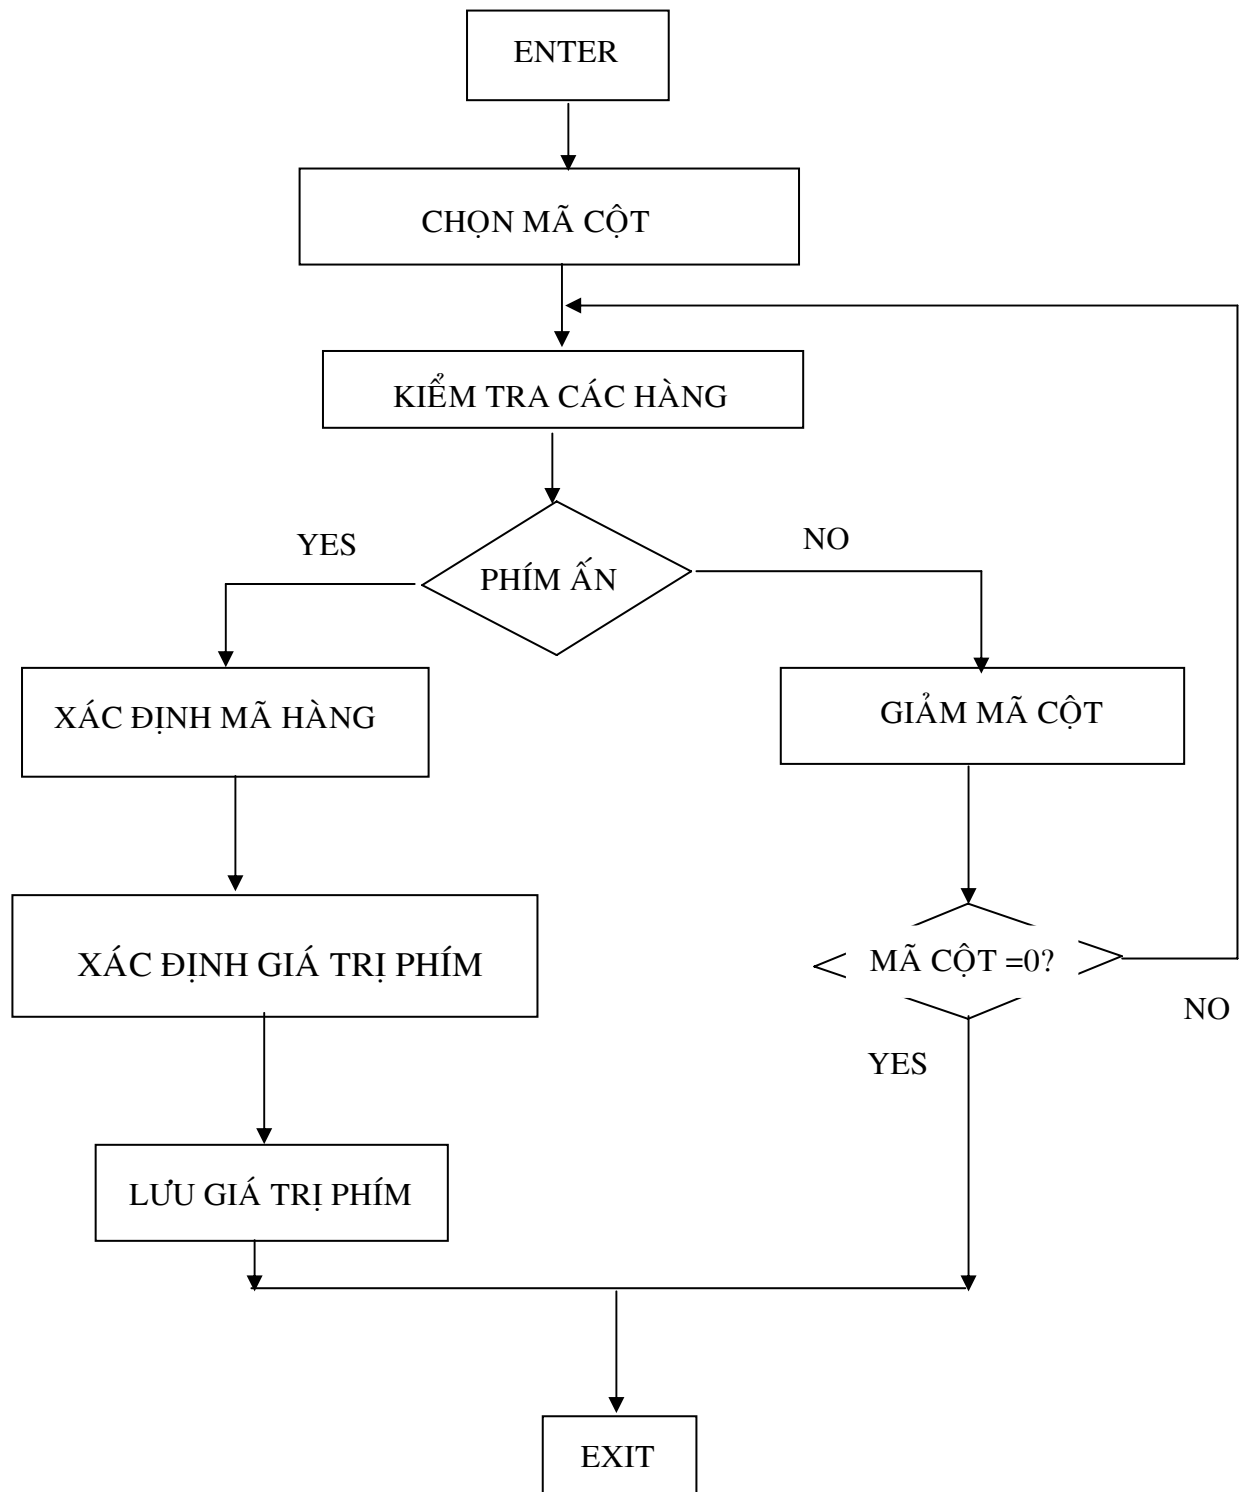 ENTER
CHỌN MÃ CỘT
KIỂM TRA CÁC HÀNG
YES
NO
PHÍM ẤN
XÁC ĐỊNH MÃ HÀNG
GIẢM MÃ CỘT
XÁC ĐỊNH GIÁ TRỊ PHÍM
MÃ CỘT =0?
NO
YES
LƯU GIÁ TRỊ PHÍM
EXIT